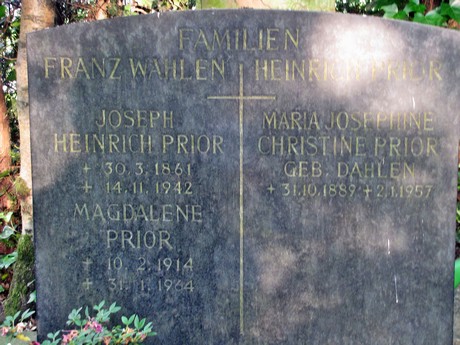 FAMILIEN
FRANZ WAHLEN HEINRICH PRIOR
JOSEPH
HEINRICH PRIOR
+ 30.3.1861
+ 14.11.1942
MAGDALENE
PRIOR
+ 10.2.1914
+ 31.1.1964
MARIA JOSEPHINE
CHRISTINE PRIOR
GEB. DAHLEN
+ 31.10.1889 + 2.1.1957